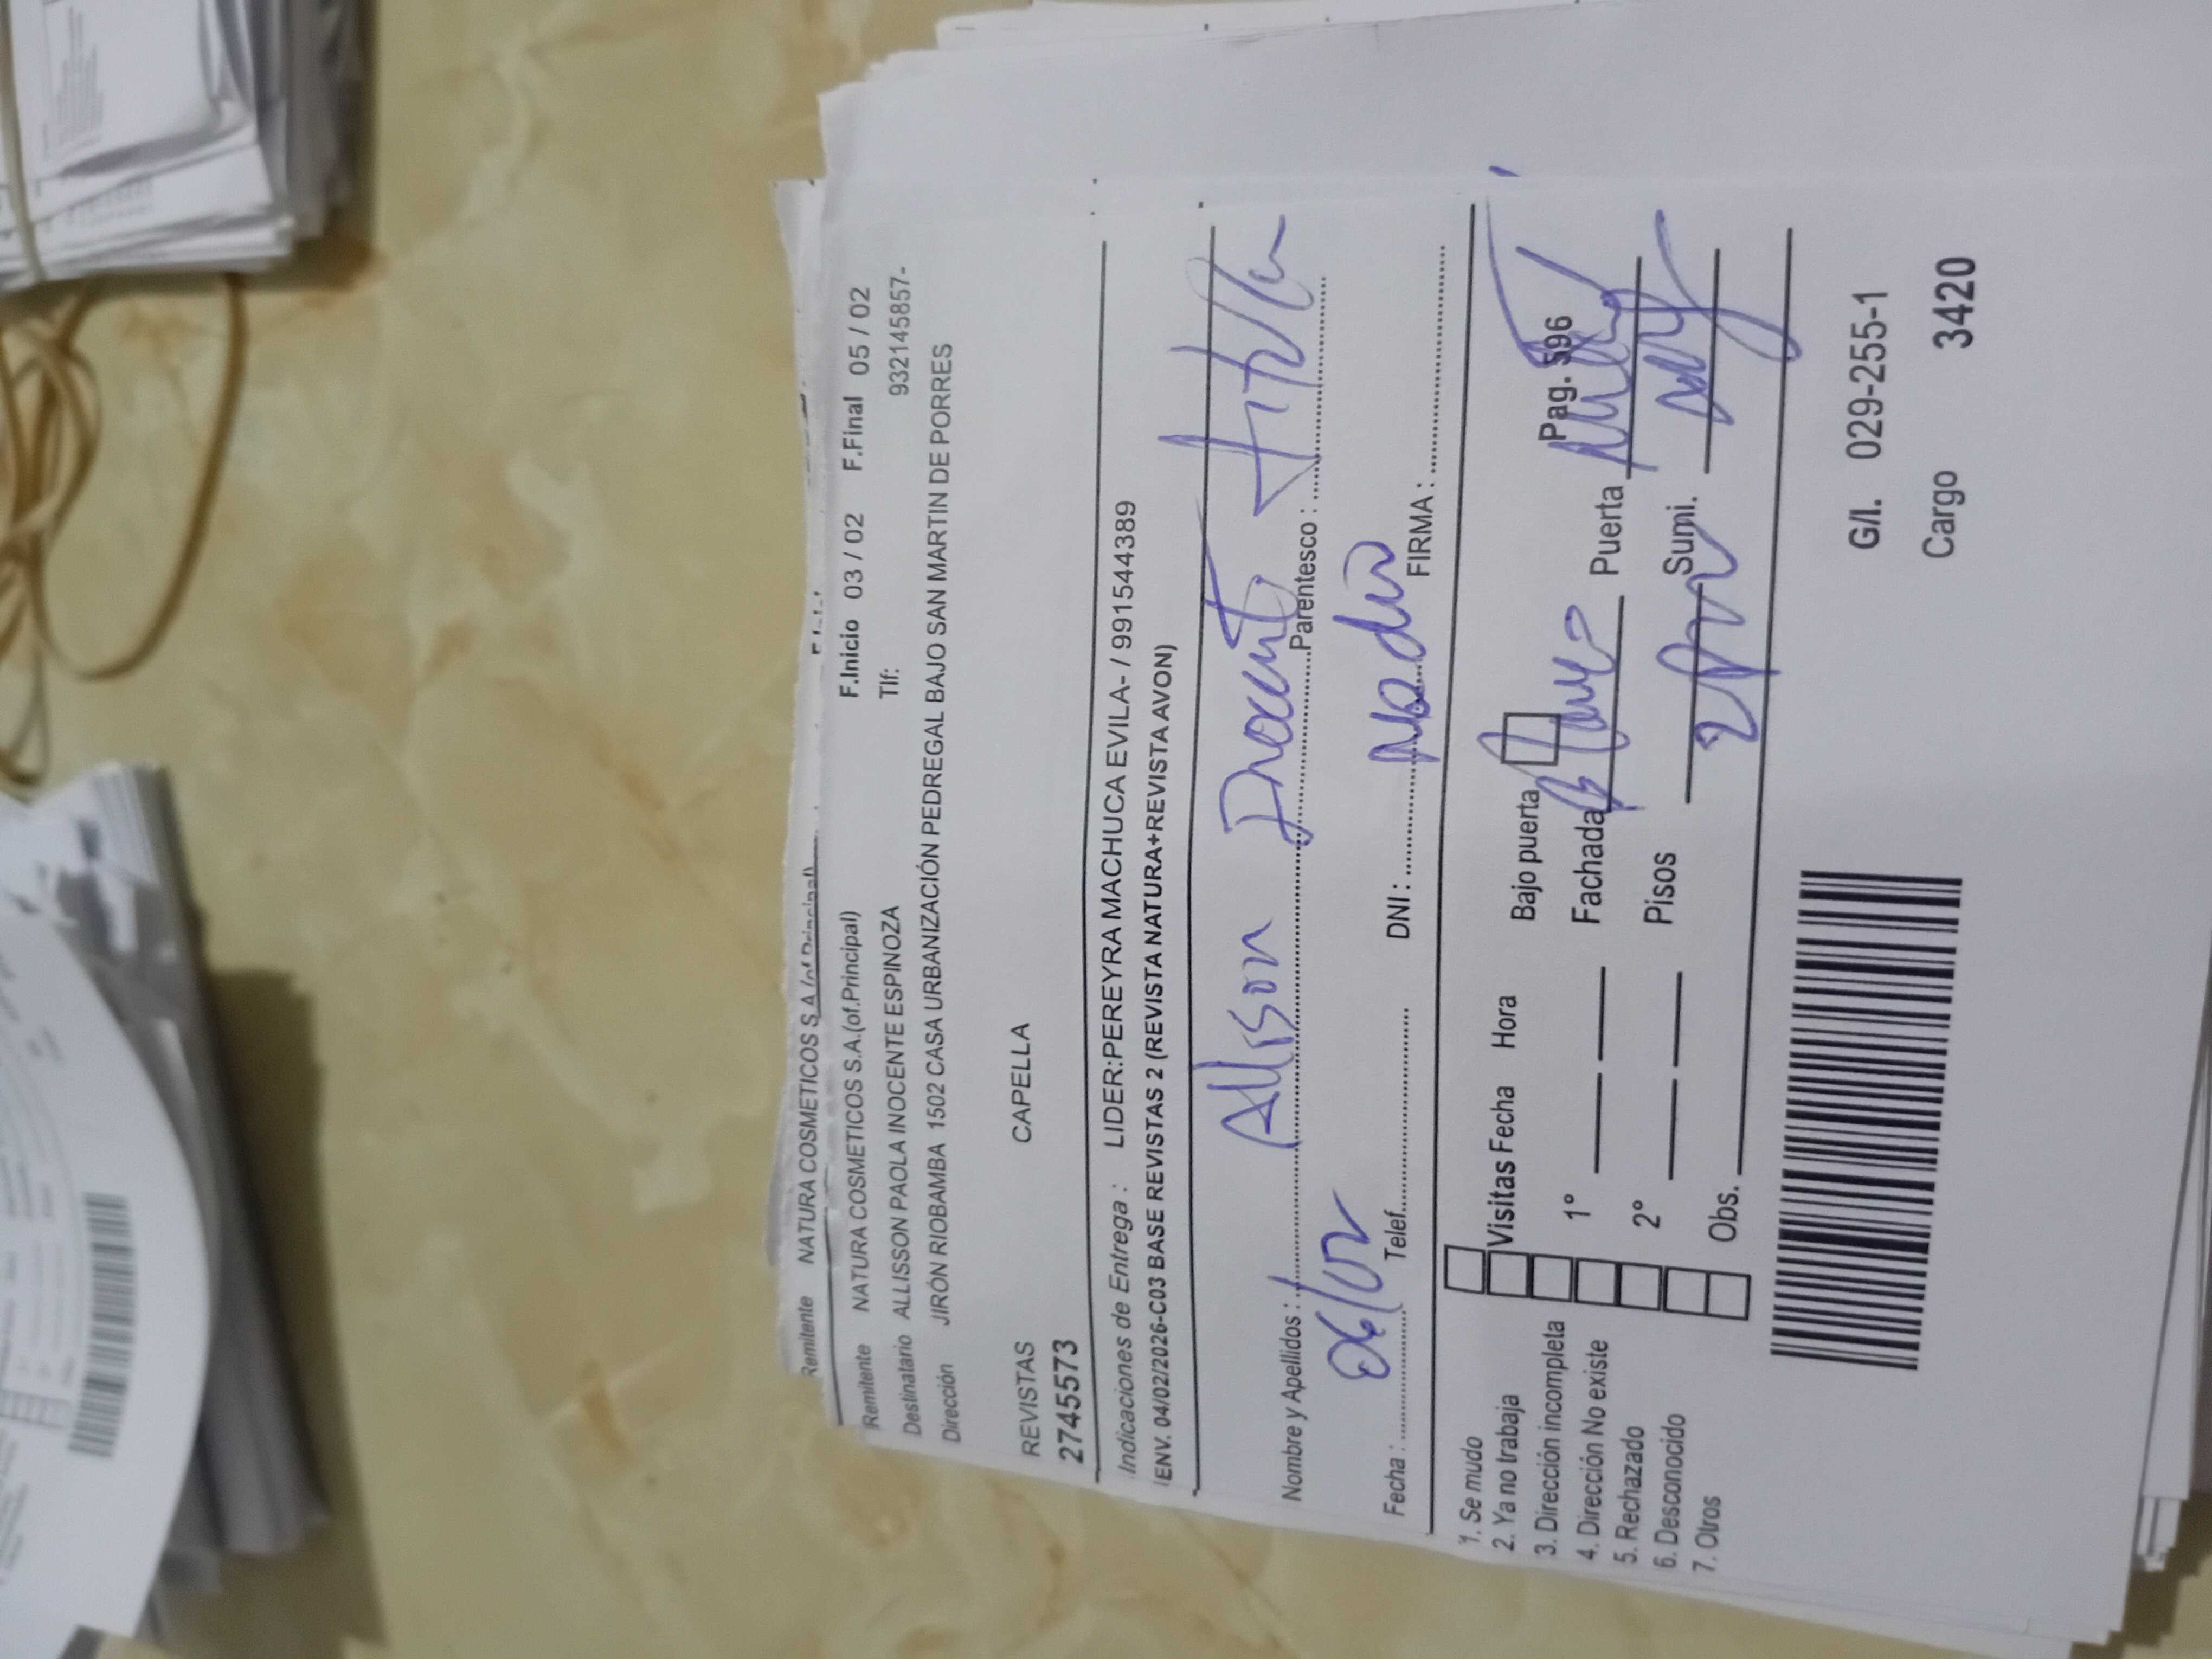 Remitente NATURA COSMETICOS S.A.(of.Principal)
Remitente NATURA COSMETICOS S.A.(of.Principal) F.Inicio 03 / 02 F.Final 05 / 02
Destinatario ALLISSON PAOLA INOCENTE ESPINOZA Tlf: 932145857-
Dirección JIRÓN RIOBAMBA 1502 CASA URBANIZACIÓN PEDREGAL BAJO SAN MARTIN DE PORRES
REVISTAS CAPELLA
2745573
Indicaciones de Entrega : LIDER:PEREYRA MACHUCA EVILA- / 991544389
ENV. 04/02/2026-C03 BASE REVISTAS 2 (REVISTA NATURA+REVISTA AVON)
Nombre y Apellidos : Allison Parentesco :
Fecha : 06/02 Telef. DNI : FIRMA :
1. Se mudo
2. Ya no trabaja
3. Dirección incompleta
4. Dirección No existe
5. Rechazado
6. Desconocido
7. Otros
Visitas Fecha Hora Bajo puerta Pag. 596
1° Fachada Puerta
2° Pisos Sumi.
Obs.
G/I. 029-255-1
Cargo 3420